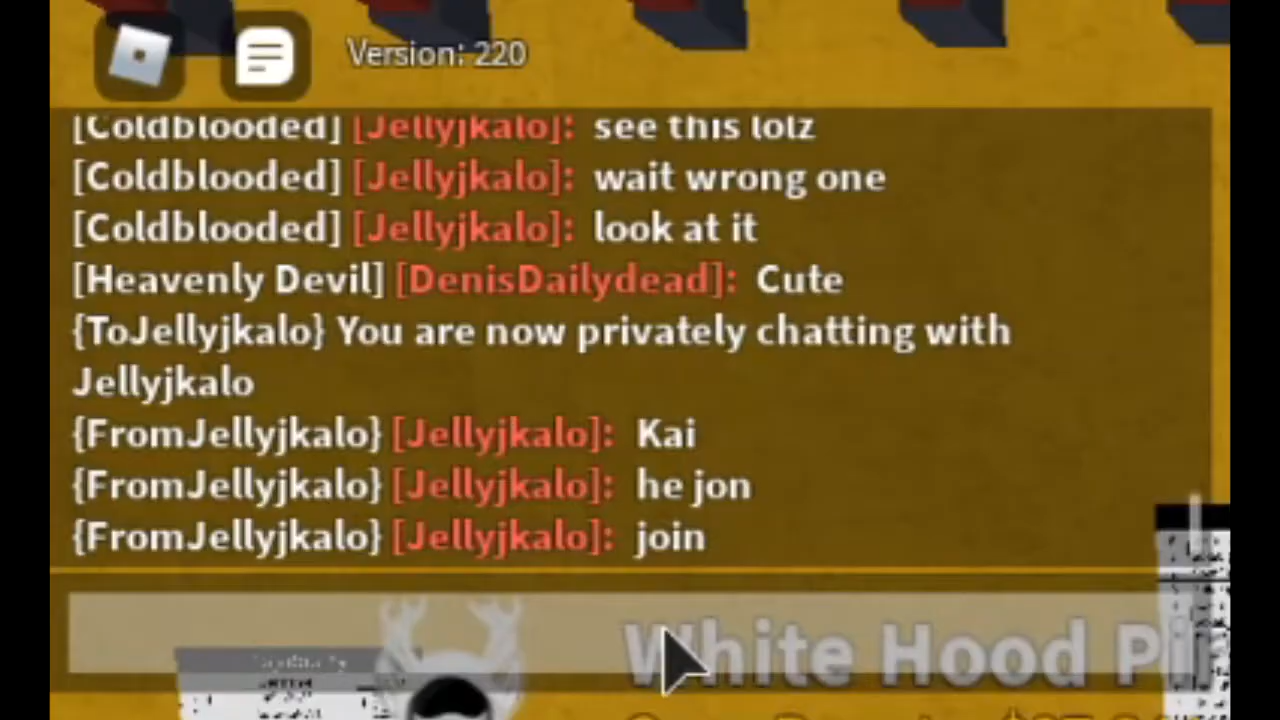 Version: 220
[Coldblooded] [Jellyjkalo]: see this lolz
[Coldblooded] [Jellyjkalo]: wait wrong one
[Coldblooded] [Jellyjkalo]: look at it
[Heavenly Devil] [DenisDailydead]: Cute
{ToJellyjkalo} You are now privately chatting with
Jellyjkalo
{FromJellyjkalo} [Jellyjkalo]: Kai
{FromJellyjkalo} [Jellyjkalo]: he jon
{FromJellyjkalo} [Jellyjkalo]: join
White Hood